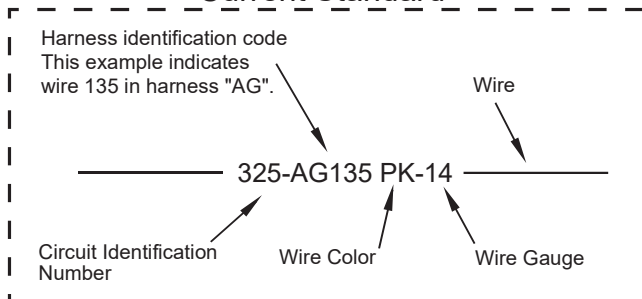 Current Standard
Harness identification code
This example indicates
wire 135 in harness "AG".
Wire
325-AG135 PK-14
Circuit Identification
Number
Wire Color
Wire Gauge